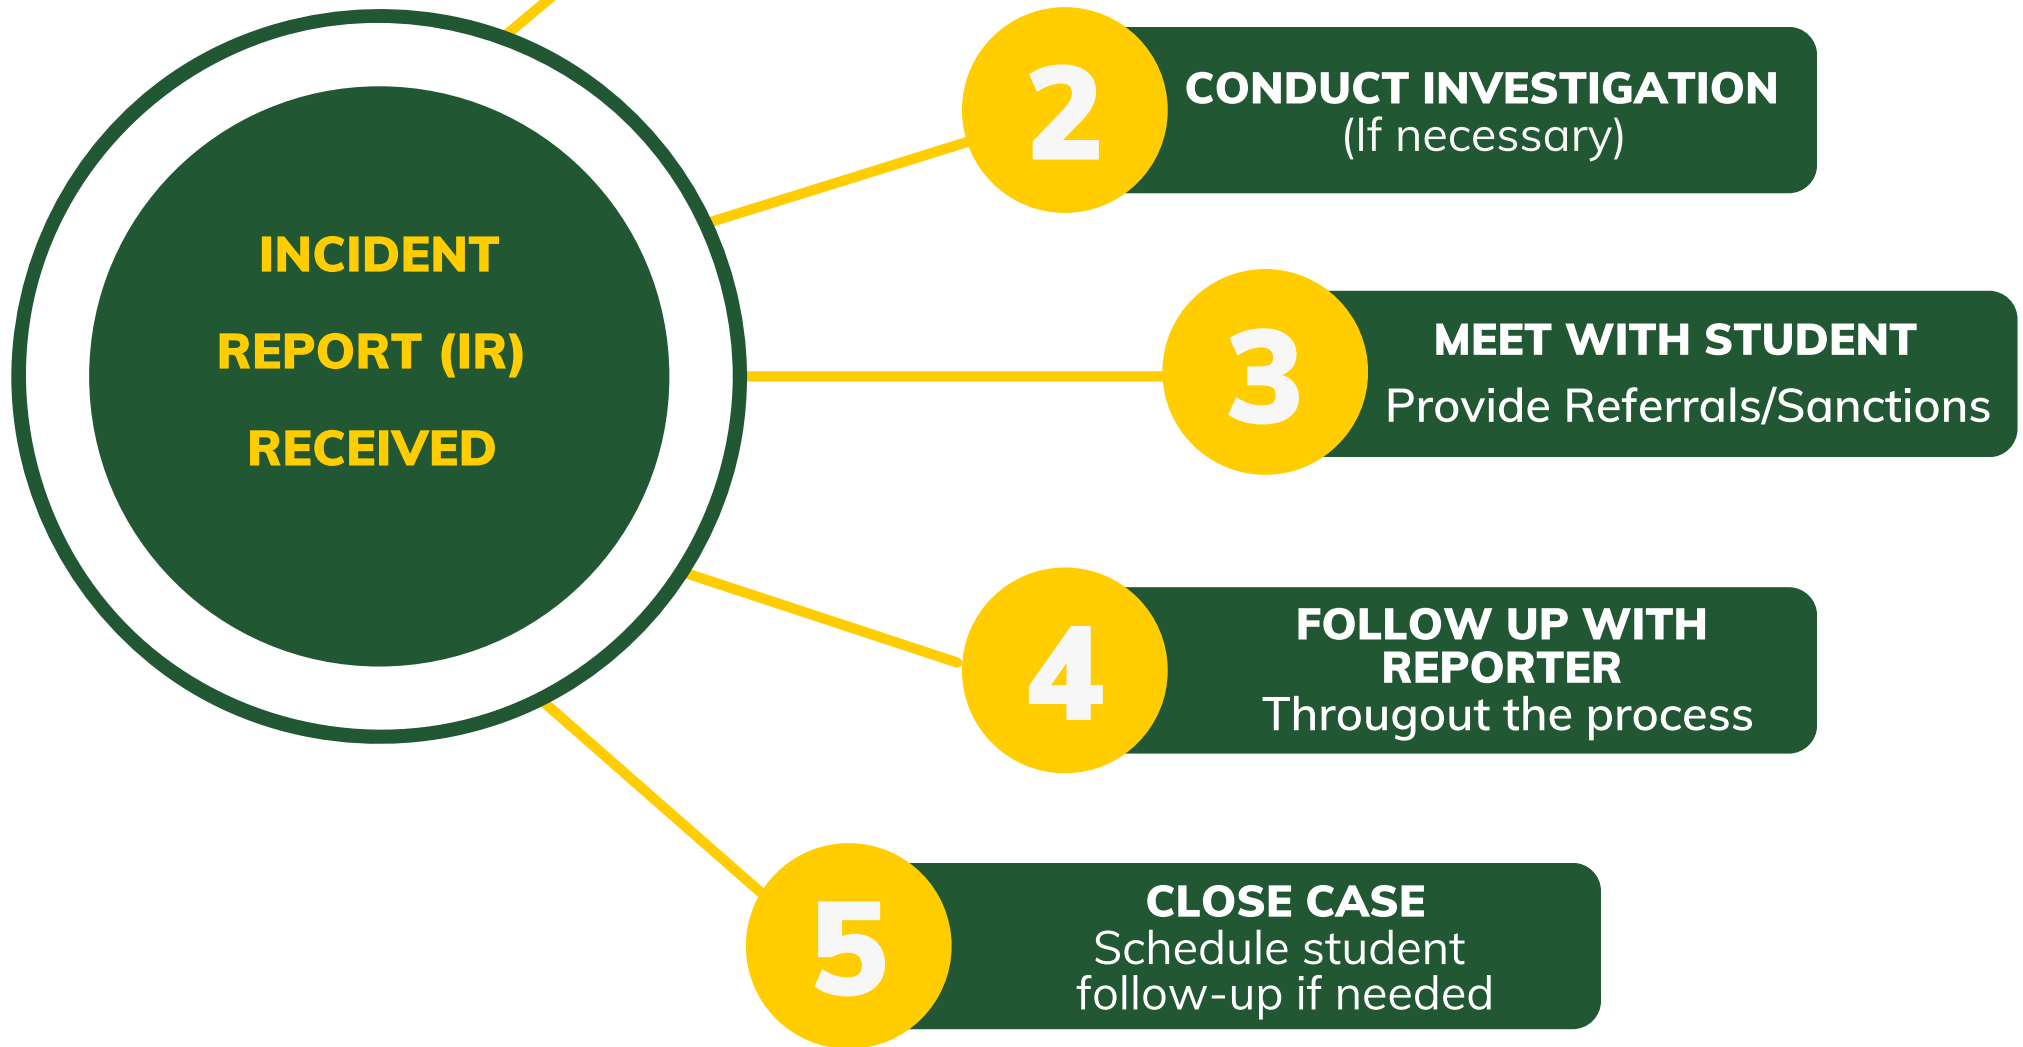 INCIDENT
REPORT (IR)
RECEIVED
2
CONDUCT INVESTIGATION
(If necessary)
3
MEET WITH STUDENT
Provide Referrals/Sanctions
4
FOLLOW UP WITH
REPORTER
Througout the process
5
CLOSE CASE
Schedule student
follow-up if needed